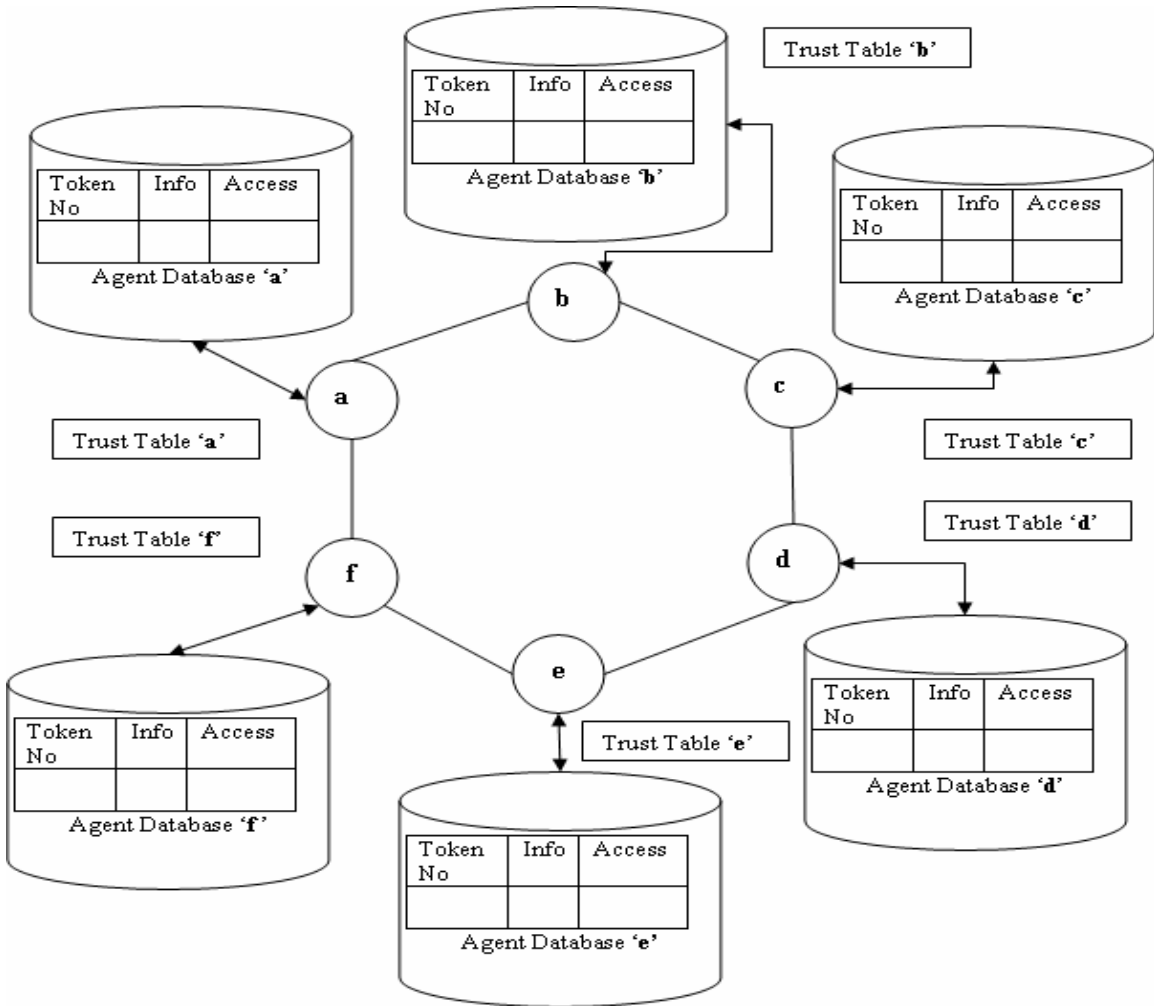 Trust Table ‘b’
Token No
Info
Access
Agent Database ‘b’
Token No
Info
Access
Agent Database ‘a’
Token No
Info
Access
Agent Database ‘c’
b
a
c
Trust Table ‘a’
Trust Table ‘c’
Trust Table ‘f’
Trust Table ‘d’
f
d
e
Token No
Info
Access
Agent Database ‘f’
Trust Table ‘e’
Token No
Info
Access
Agent Database ‘d’
Token No
Info
Access
Agent Database ‘e’